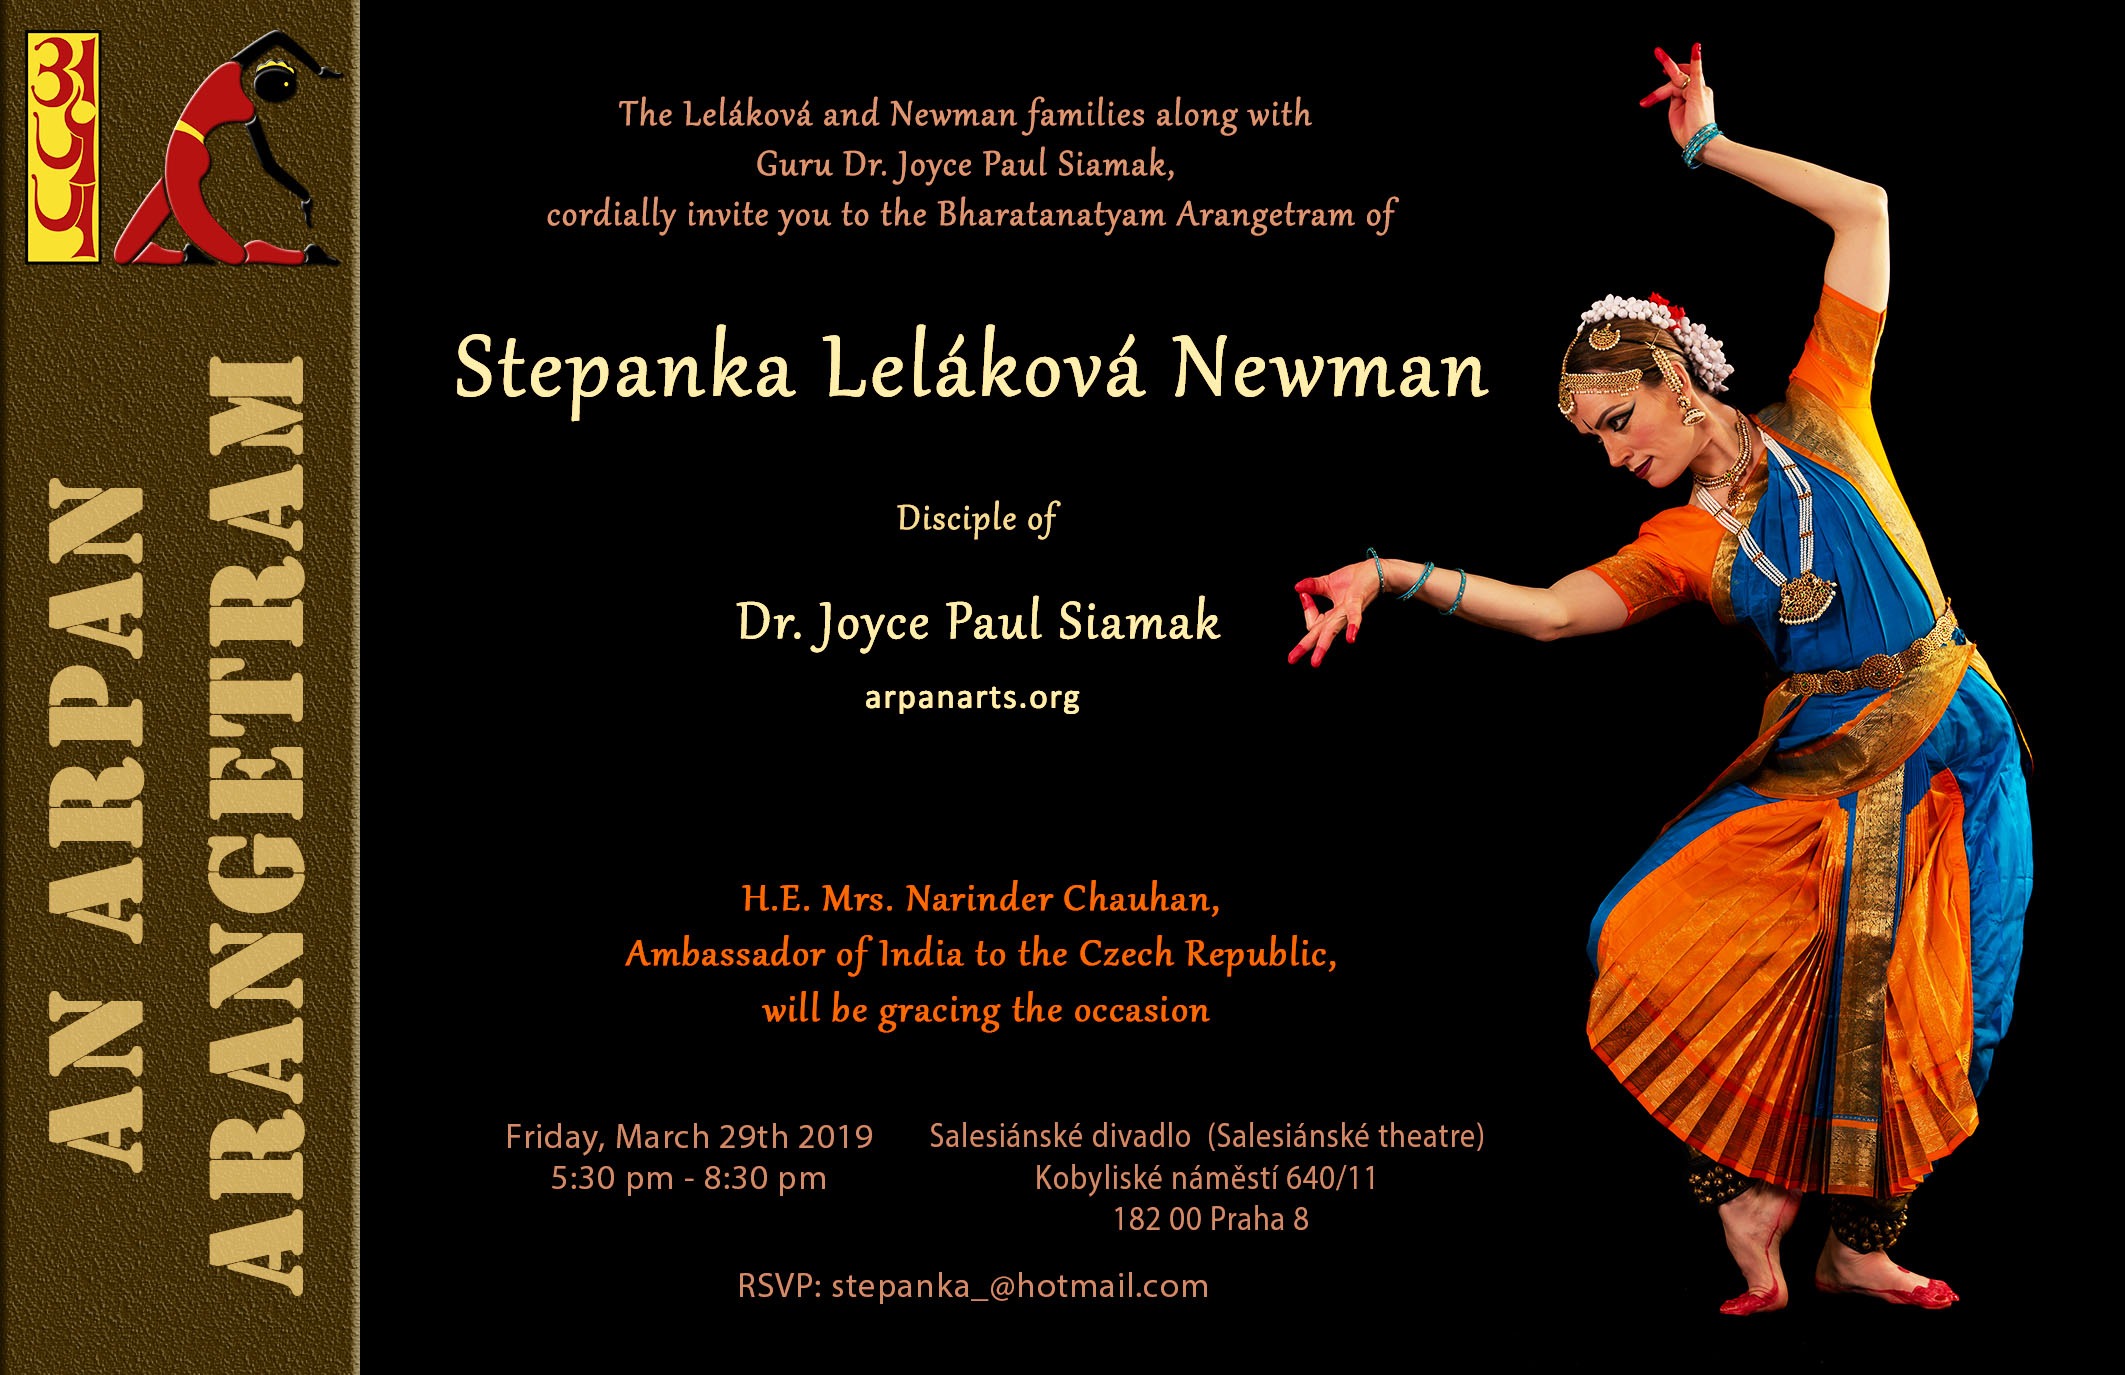 अर्पण
AN ARPAN
ARANGETRAM
The Leláková and Newman families along with
Guru Dr. Joyce Paul Siamak,
cordially invite you to the Bharatanatyam Arangetram of
Stepanka Leláková Newman
Disciple of
Dr. Joyce Paul Siamak
arpanarts.org
H.E. Mrs. Narinder Chauhan,
Ambassador of India to the Czech Republic,
will be gracing the occasion
Friday, March 29th 2019
5:30 pm - 8:30 pm
Salesiánské divadlo (Salesiánské theatre)
Kobyliské náměstí 640/11
182 00 Praha 8
RSVP: stepanka_@hotmail.com